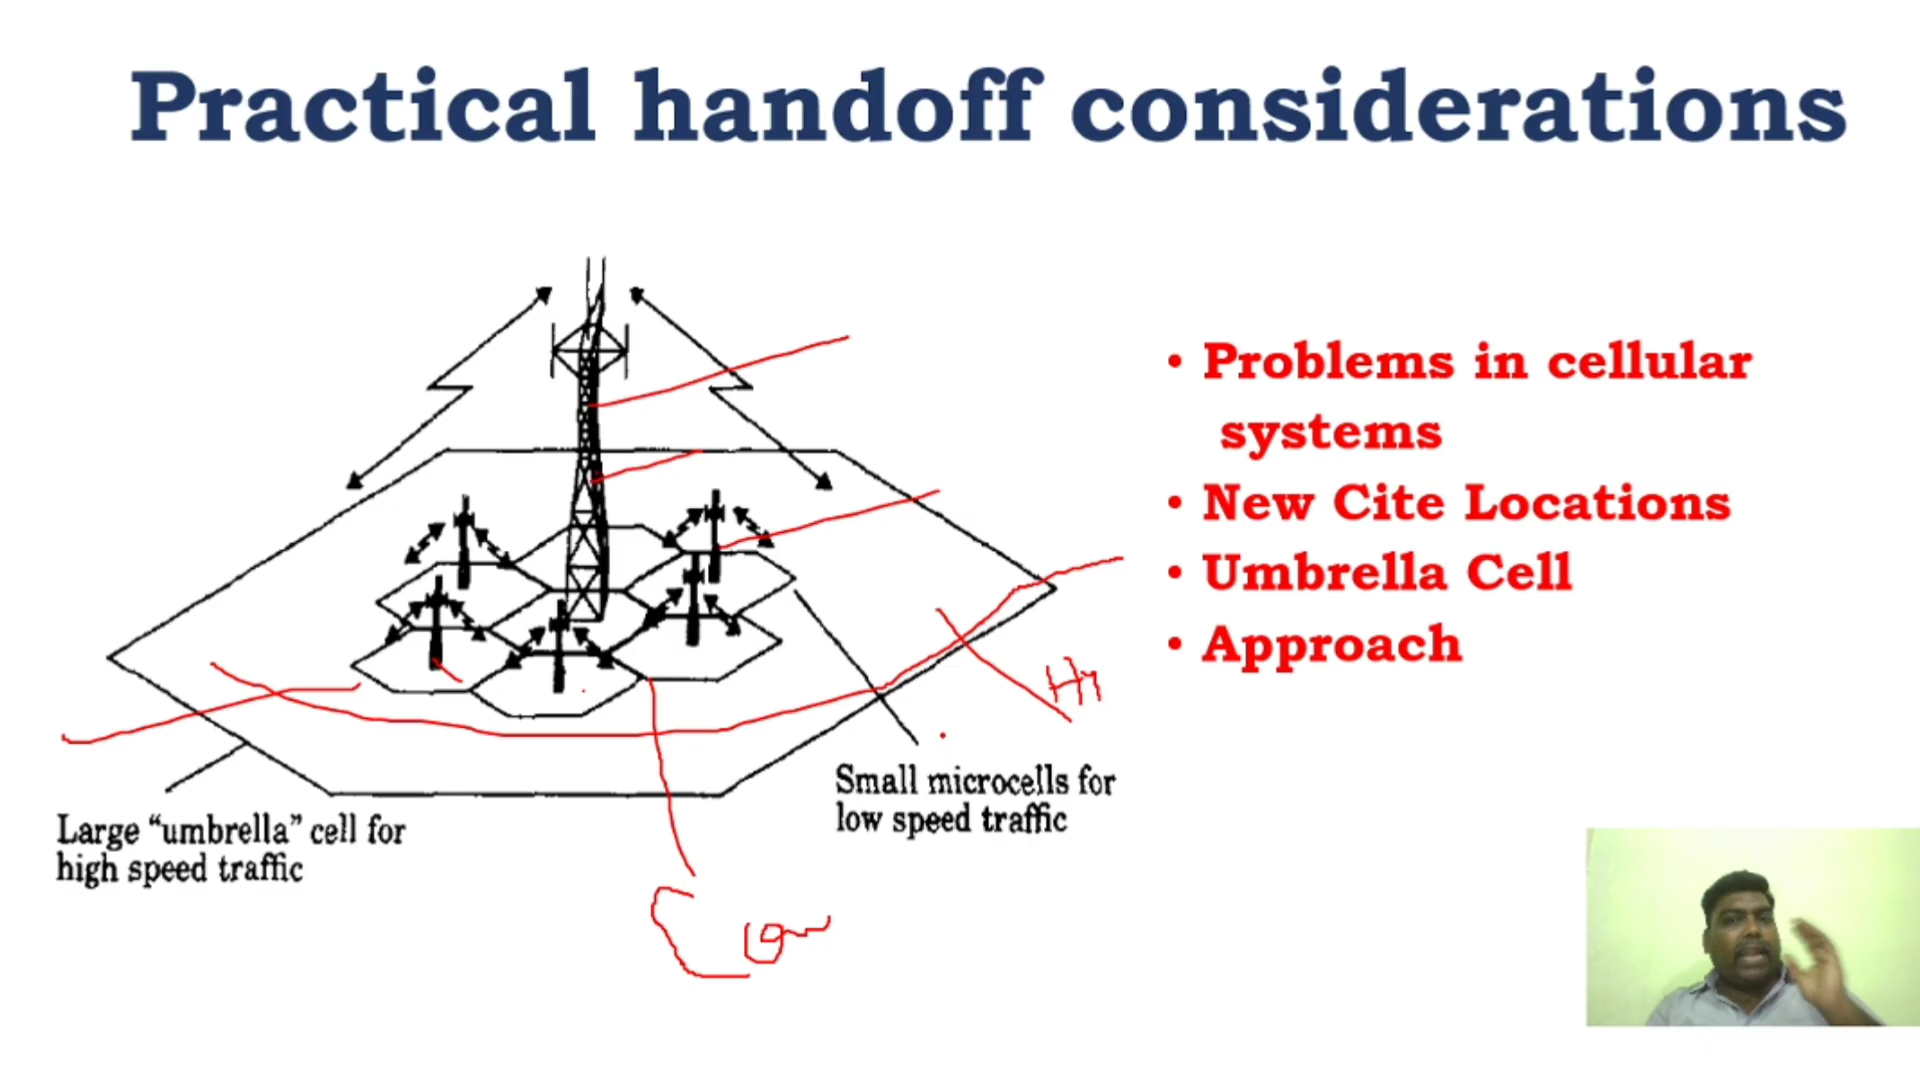 Practical handoff considerations
• Problems in cellular
systems
• New Cite Locations
• Umbrella Cell
• Approach
Small microcells for
low speed traffic
Large “umbrella” cell for
high speed traffic